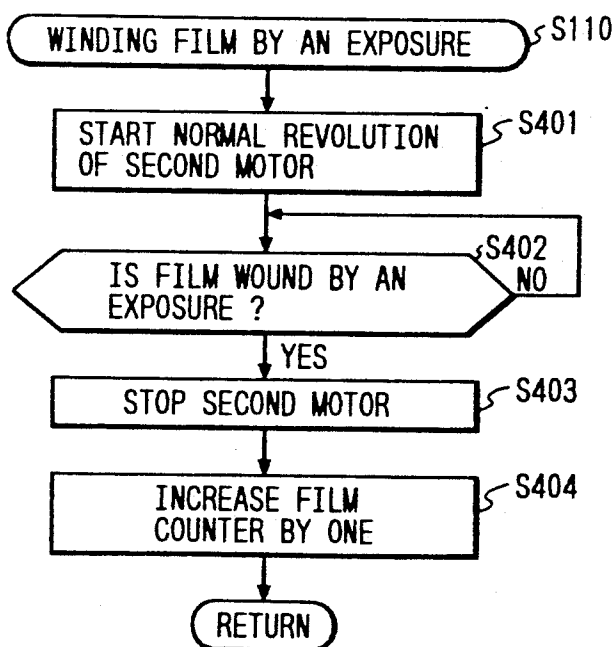 WINDING FILM BY AN EXPOSURE
S110
START NORMAL REVOLUTION
OF SECOND MOTOR
S401
IS FILM WOUND BY AN
EXPOSURE ?
S402
NO
YES
STOP SECOND MOTOR
S403
INCREASE FILM
COUNTER BY ONE
S404
RETURN